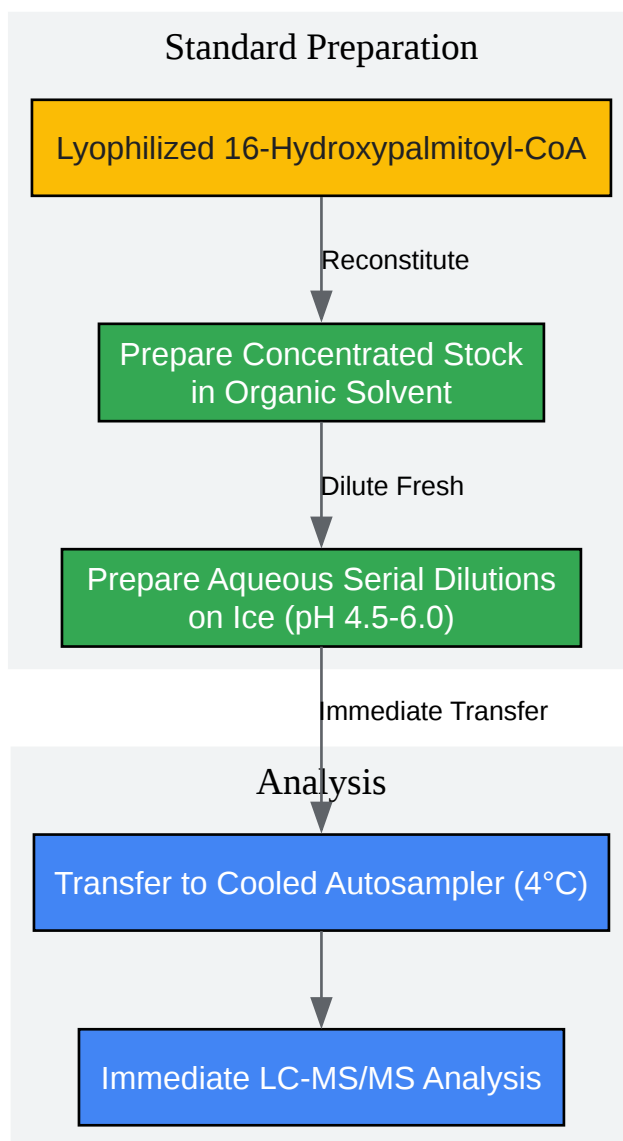 Standard Preparation
Lyophilized 16-Hydroxypalmitoyl-CoA
Reconstitute
Prepare Concentrated Stock
in Organic Solvent
Dilute Fresh
Prepare Aqueous Serial Dilutions
on Ice (pH 4.5-6.0)
Immediate Transfer
Analysis
Transfer to Cooled Autosampler (4°C)
Immediate LC-MS/MS Analysis